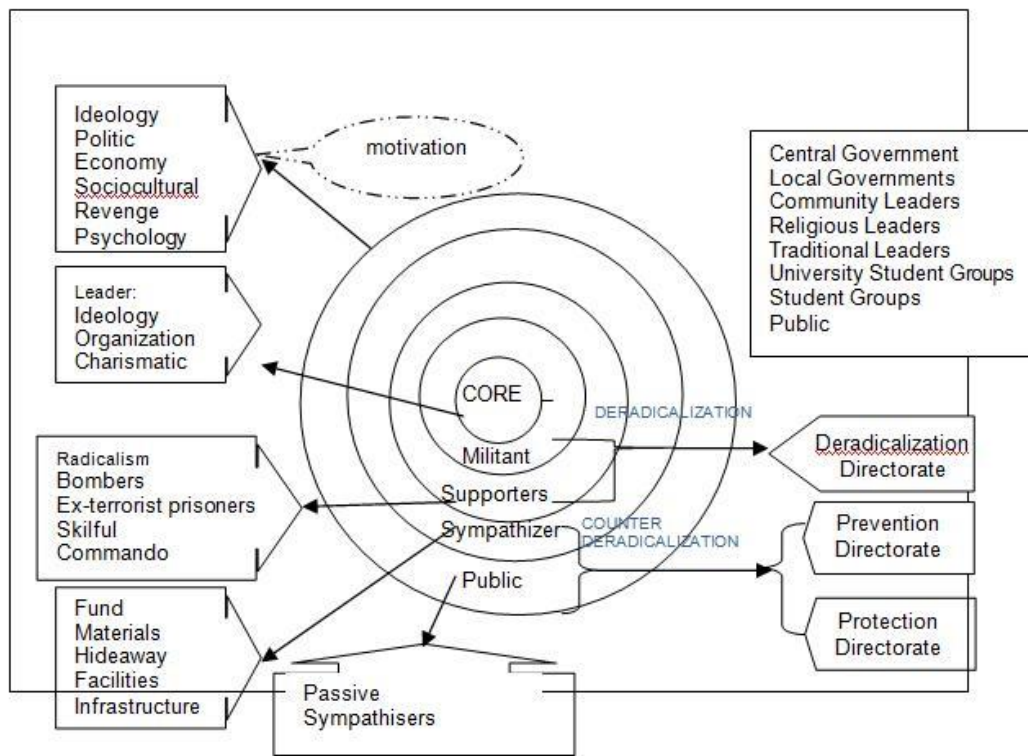 Ideology
Politic
Economy
Sociocultural
Revenge
Psychology
motivation
Central Government
Local Governments
Community Leaders
Religious Leaders
Traditional Leaders
University Student Groups
Student Groups
Public
Leader:
Ideology
Organization
Charismatic
CORE
Militant
Supporters
Sympathizer
Public
DERADICALIZATION
Deradicalization
Directorate
Radicalism
Bombers
Ex-terrorist prisoners
Skilful
Commando
COUNTER
DERADICALIZATION
Prevention
Directorate
Protection
Directorate
Fund
Materials
Hideaway
Facilities
Infrastructure
Passive
Sympathisers